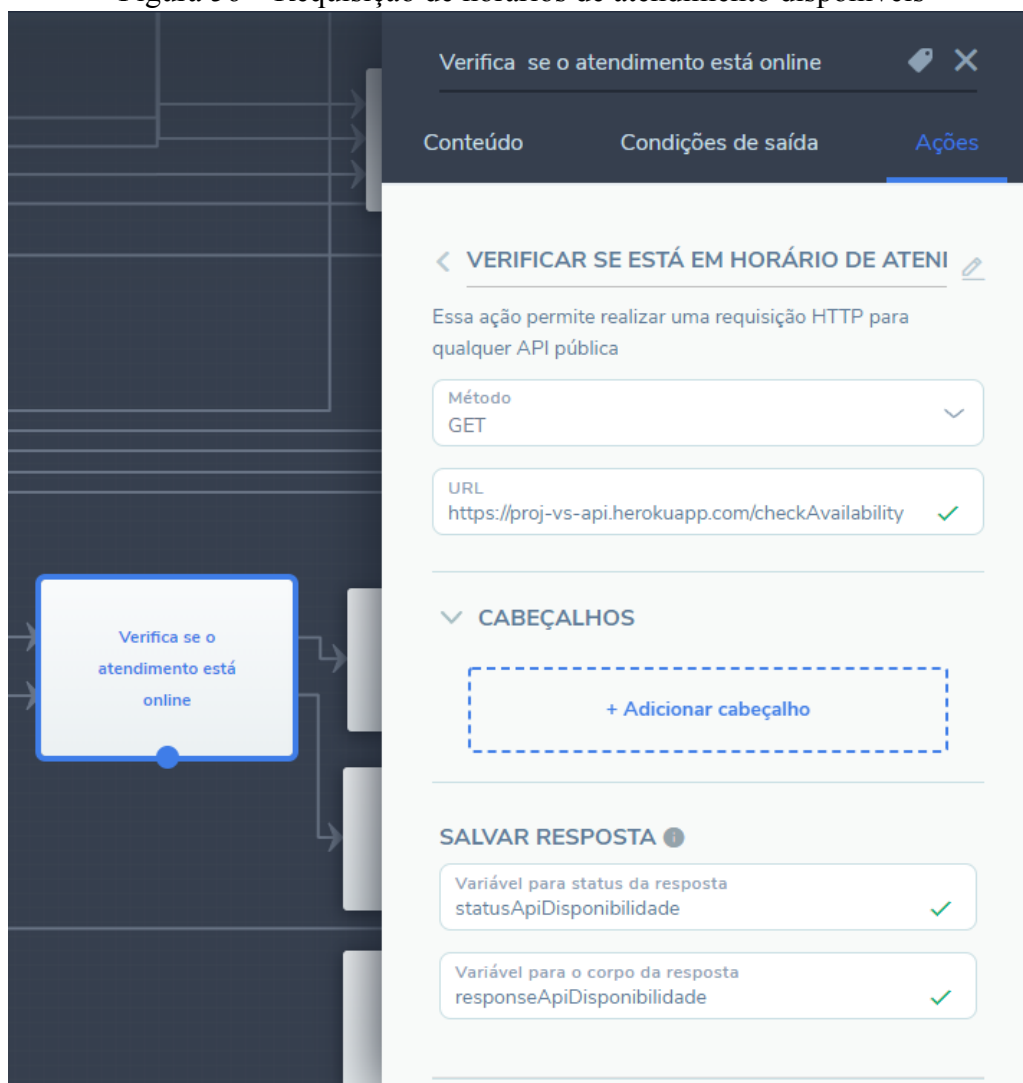 Verifica se o atendimento está online
Conteúdo Condições de saída Ações
VERIFICAR SE ESTÁ EM HORÁRIO DE
Essa ação permite realizar uma requisição HTTP para
qualquer API pública
Método
GET
URL
https://proj-vs-api.herokuapp.com/checkAvailability
CABEÇALHOS
+ Adicionar cabeçalho
SALVAR RESPOSTA
Variável para status da resposta
statusApiDisponibilidade
Variável para o corpo da resposta
responseApiDisponibilidade
Verifica se o
atendimento está
online